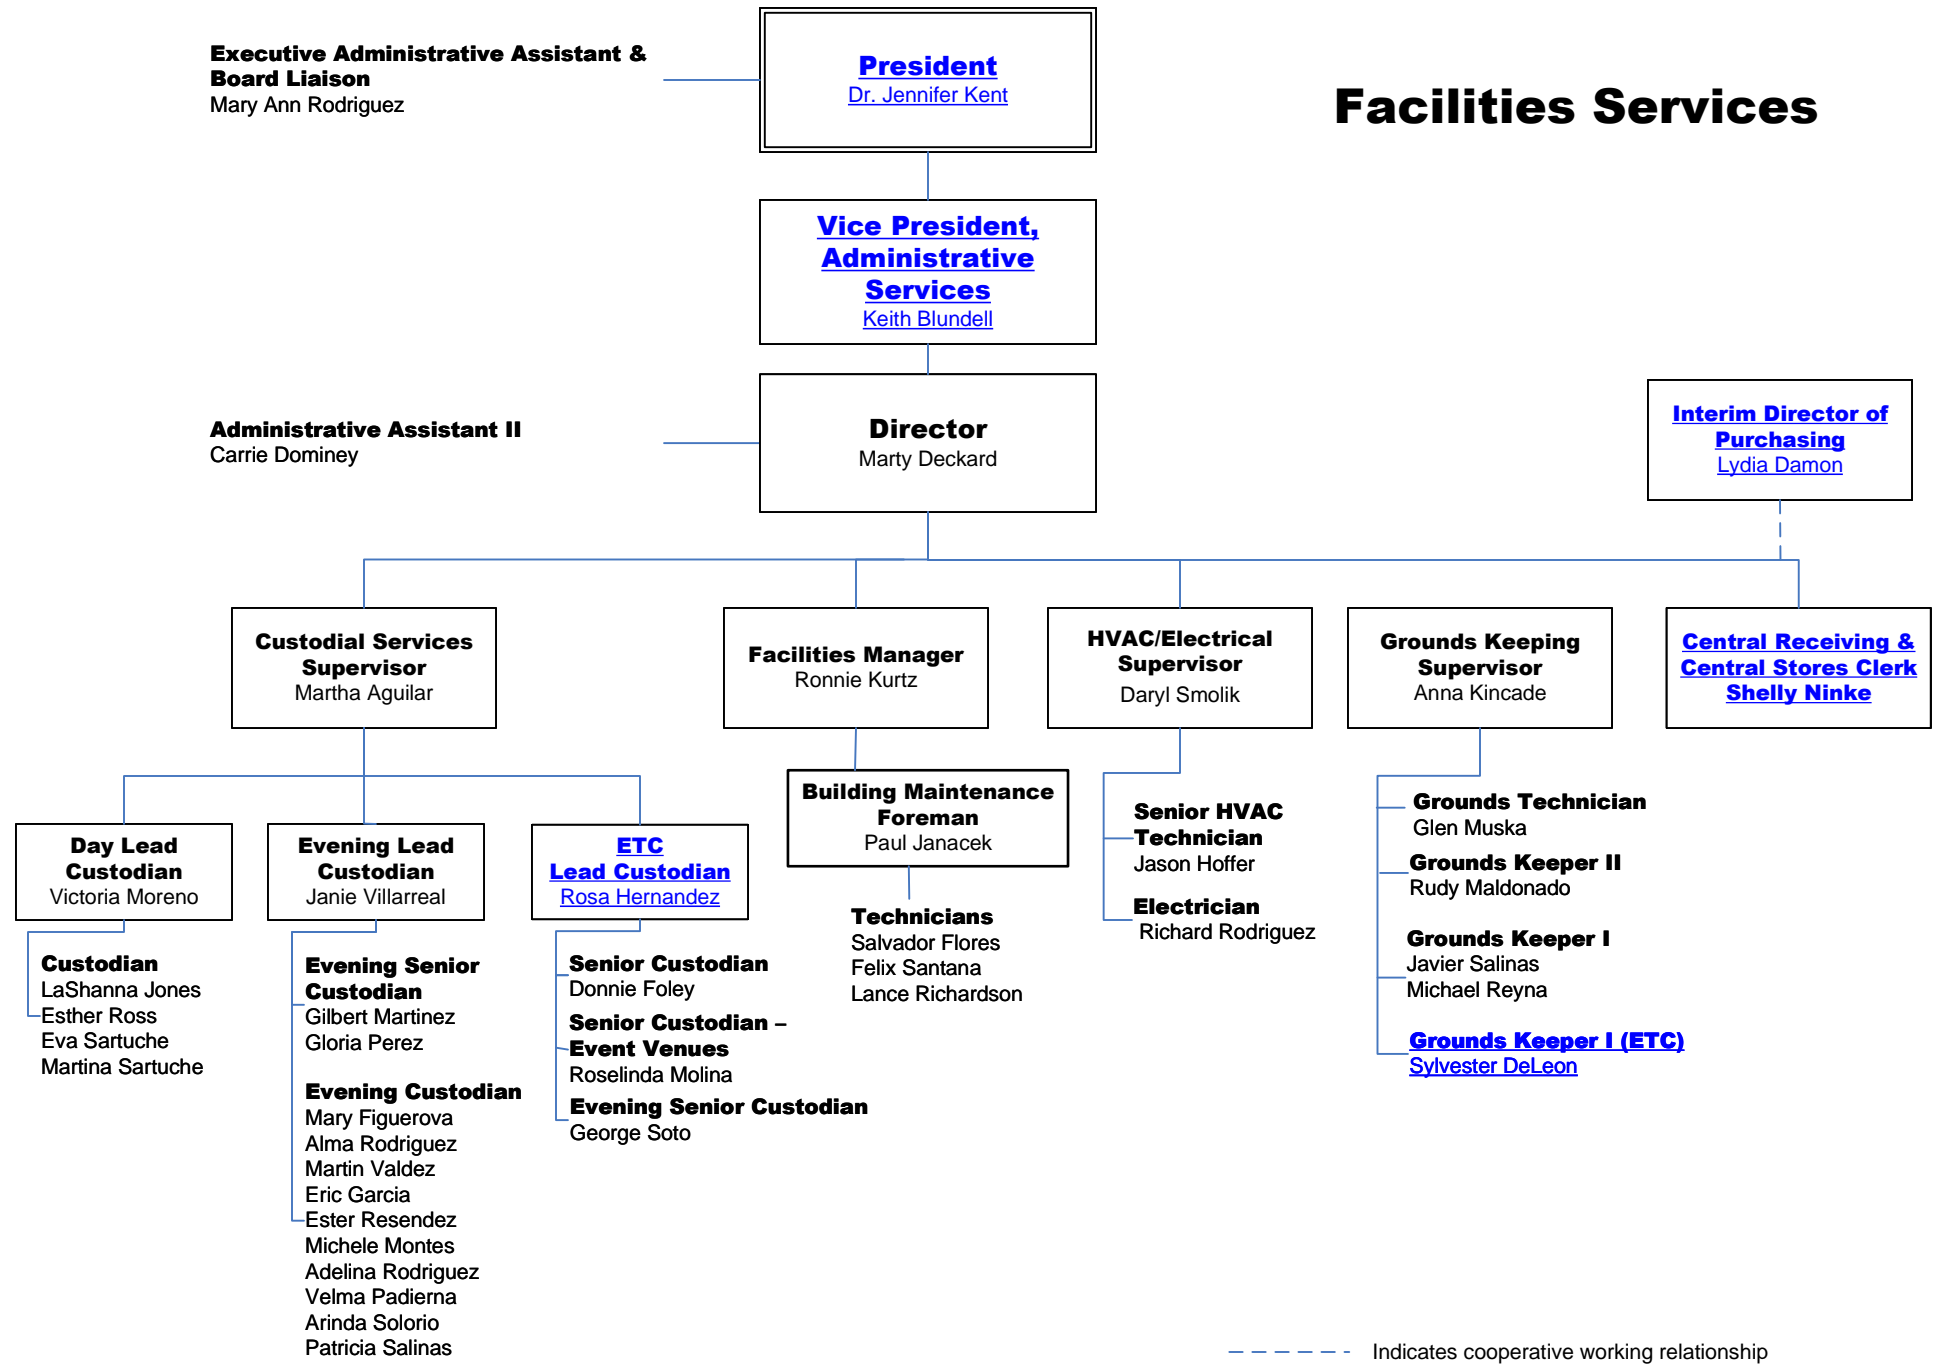 Executive Administrative Assistant &
Board Liaison
Mary Ann Rodriguez
President
Dr. Jennifer Kent
Facilities Services
Vice President,
Administrative
Services
Keith Blundell
Administrative Assistant II
Carrie Dominey
Director
Marty Deckard
Interim Director of
Purchasing
Lydia Damon
Custodial Services
Supervisor
Martha Aguilar
Facilities Manager
Ronnie Kurtz
HVAC/Electrical
Supervisor
Daryl Smolik
Grounds Keeping
Supervisor
Anna Kincade
Central Receiving &
Central Stores Clerk
Shelly Ninke
Day Lead
Custodian
Victoria Moreno
Custodian
LaShanna Jones
Esther Ross
Eva Sartuche
Martina Sartuche
Evening Lead
Custodian
Janie Villarreal
Evening Senior
Custodian
Gilbert Martinez
Gloria Perez
Evening Custodian
Mary Figuerova
Alma Rodriguez
Martin Valdez
Eric Garcia
Ester Resendez
Michele Montes
Adelina Rodriguez
Velma Padierna
Arinda Solorio
Patricia Salinas
ETC
Lead Custodian
Rosa Hernandez
Senior Custodian
Donnie Foley
Senior Custodian –
Event Venues
Roselinda Molina
Evening Senior Custodian
George Soto
Building Maintenance
Foreman
Paul Janacek
Technicians
Salvador Flores
Felix Santana
Lance Richardson
Senior HVAC
Technician
Jason Hoffer
Electrician
Richard Rodriguez
Grounds Technician
Glen Muska
Grounds Keeper II
Rudy Maldonado
Grounds Keeper I
Javier Salinas
Michael Reyna
Grounds Keeper I (ETC)
Sylvester DeLeon
Indicates cooperative working relationship